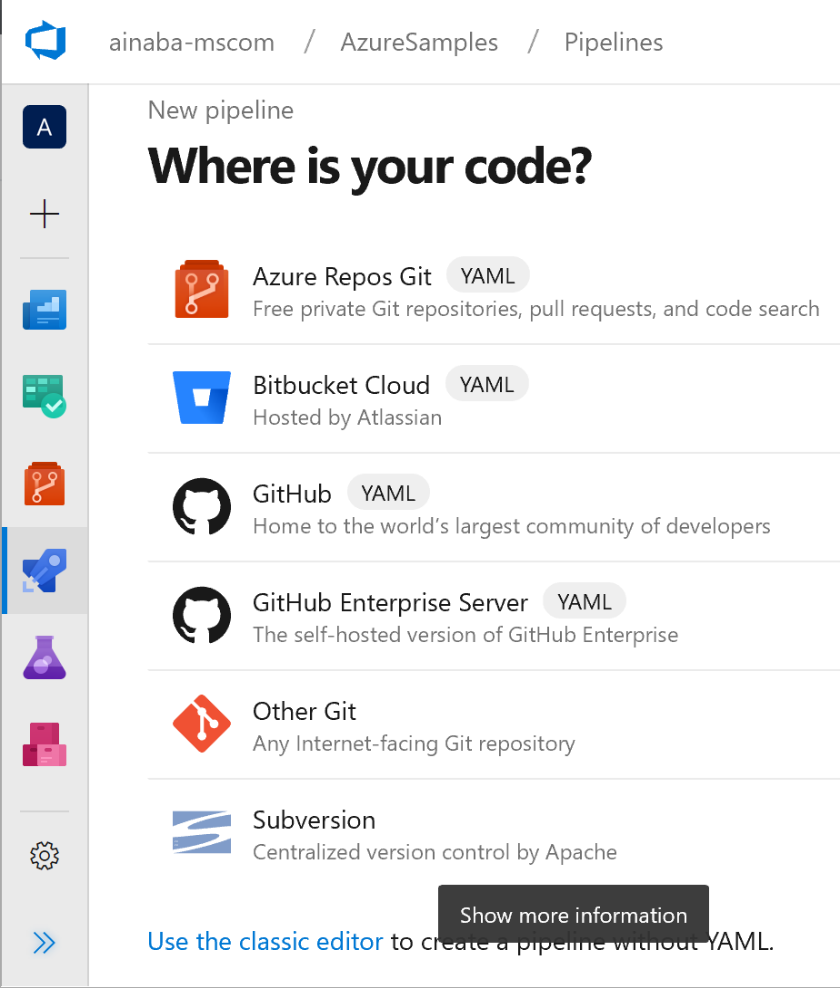 ainaba-mscom / AzureSamples / Pipelines
A
New pipeline
Where is your code?
Azure Repos Git YAML
Free private Git repositories, pull requests, and code search
Bitbucket Cloud YAML
Hosted by Atlassian
GitHub YAML
Home to the world’s largest community of developers
GitHub Enterprise Server YAML
The self-hosted version of GitHub Enterprise
Other Git
Any Internet-facing Git repository
Subversion
Centralized version control by Apache
Show more information
Use the classic editor to create a pipeline without YAML.